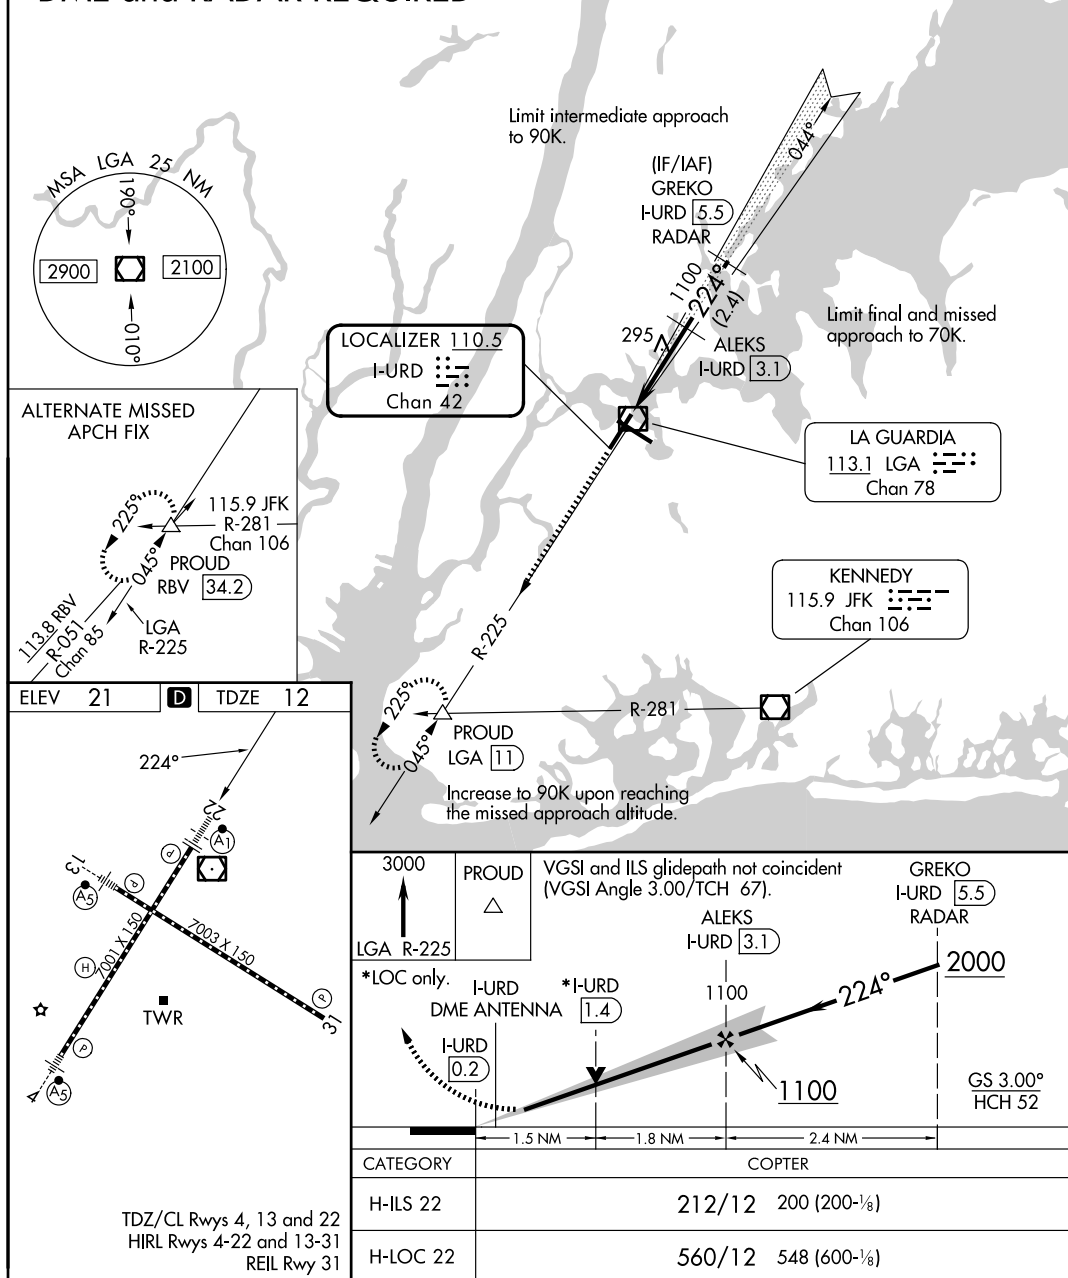 DME and RADAR REQUIRED
Limit intermediate approach
to 90K.
MSA LGA 25 NM
190°
2900
2100
010°
044°
(IF/IAF)
GREKO
I-URD 5.5
RADAR
1100
224°
(2.4)
Limit final and missed
approach to 70K.
295
ALEKS
I-URD 3.1
LOCALIZER 110.5
I-URD
Chan 42
LA GUARDIA
113.1 LGA
Chan 78
ALTERNATE MISSED
APCH FIX
225°
115.9 JFK
R-281
Chan 106
045°
PROUD
RBV 34.2
113.8 RBV
R-051
Chan 85
LGA
R-225
KENNEDY
115.9 JFK
Chan 106
R-225
R-281
225°
045°
PROUD
LGA 11
Increase to 90K upon reaching
the missed approach altitude.
ELEV 21
D
TDZE 12
224°
22
A1
P
13
A5
P
7001 X 150
7003 X 150
H
P
31
TWR
P
4
A5
TDZ/CL Rwys 4, 13 and 22
HIRL Rwys 4-22 and 13-31
REIL Rwy 31
3000
LGA R-225
PROUD
VGSI and ILS glidepath not coincident
(VGSI Angle 3.00/TCH 67).
GREKO
I-URD 5.5
RADAR
ALEKS
I-URD 3.1
*LOC only.
I-URD
DME ANTENNA
*I-URD
1.4
1100
224°
2000
I-URD
0.2
1100
GS 3.00°
HCH 52
1.5 NM
1.8 NM
2.4 NM
CATEGORY
COPTER
H-ILS 22
212/12 200 (200-⅛)
H-LOC 22
560/12 548 (600-⅛)